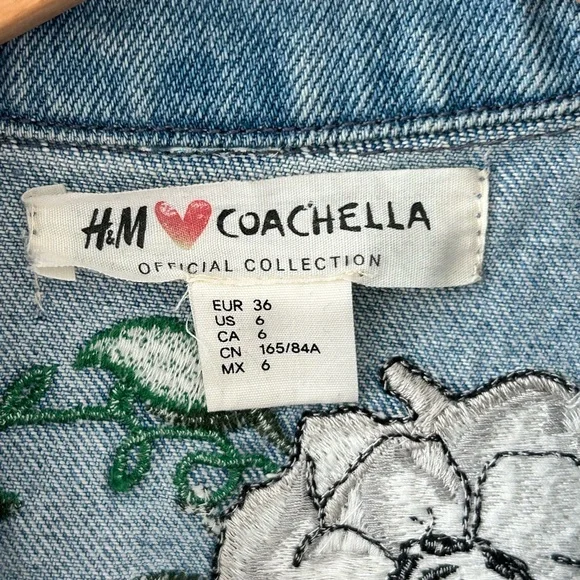 H&M COACHELLA
OFFICIAL COLLECTION
EUR 36
US 6
CA 6
CN 165/84A
MX 6